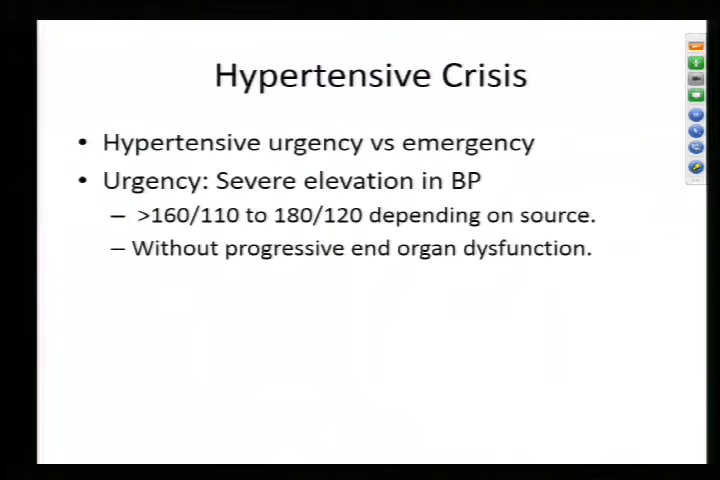 Hypertensive Crisis
• Hypertensive urgency vs emergency
• Urgency: Severe elevation in BP
– >160/110 to 180/120 depending on source.
– Without progressive end organ dysfunction.